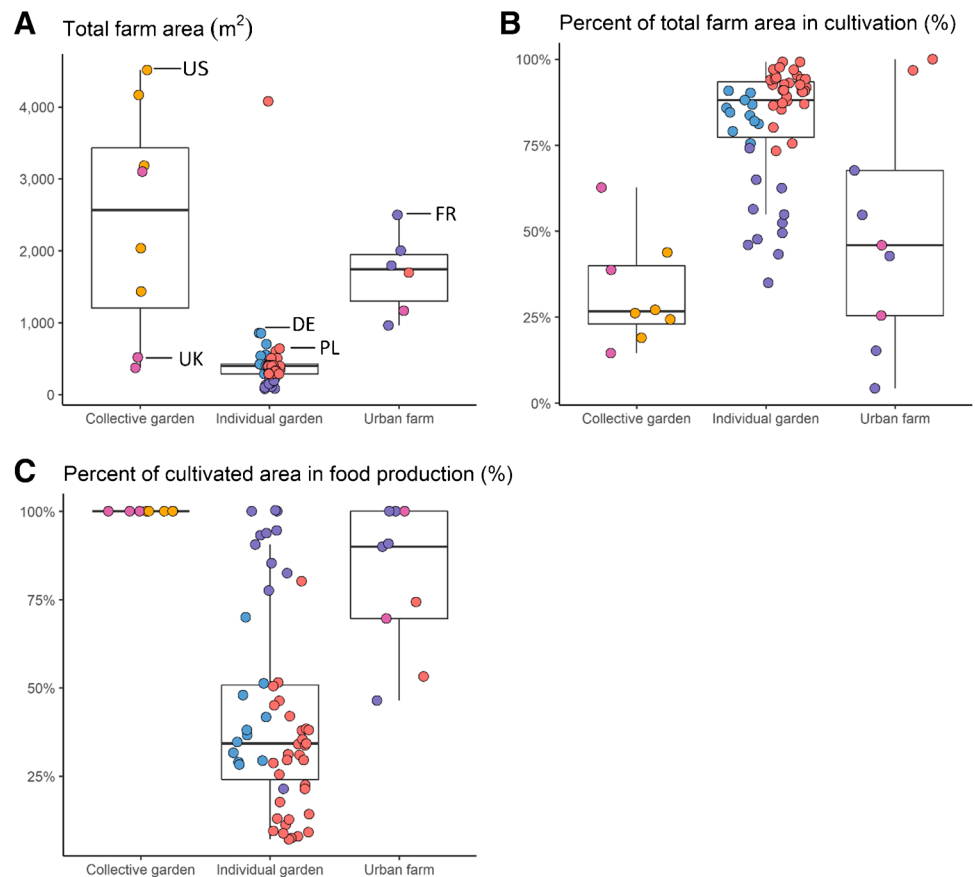 A
Total farm area (m²)
4,000
3,000
2,000
1,000
0
US
UK
DE
PL
FR
Collective garden
Individual garden
Urban farm
B
Percent of total farm area in cultivation (%)
100%
75%
50%
25%
0%
Collective garden
Individual garden
Urban farm
C
Percent of cultivated area in food production (%)
100%
75%
50%
25%
Collective garden
Individual garden
Urban farm